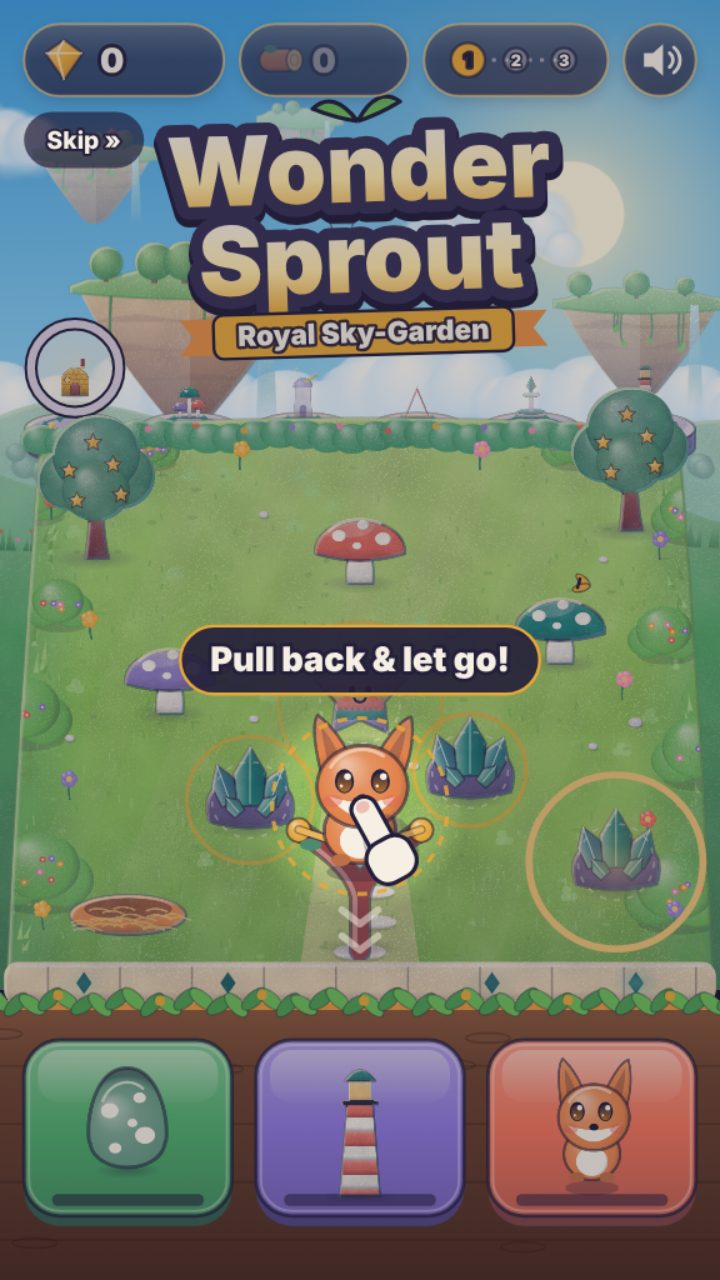 0
0
1 2 3
Skip »
Wonder
Sprout
Royal Sky-Garden
Pull back & let go!